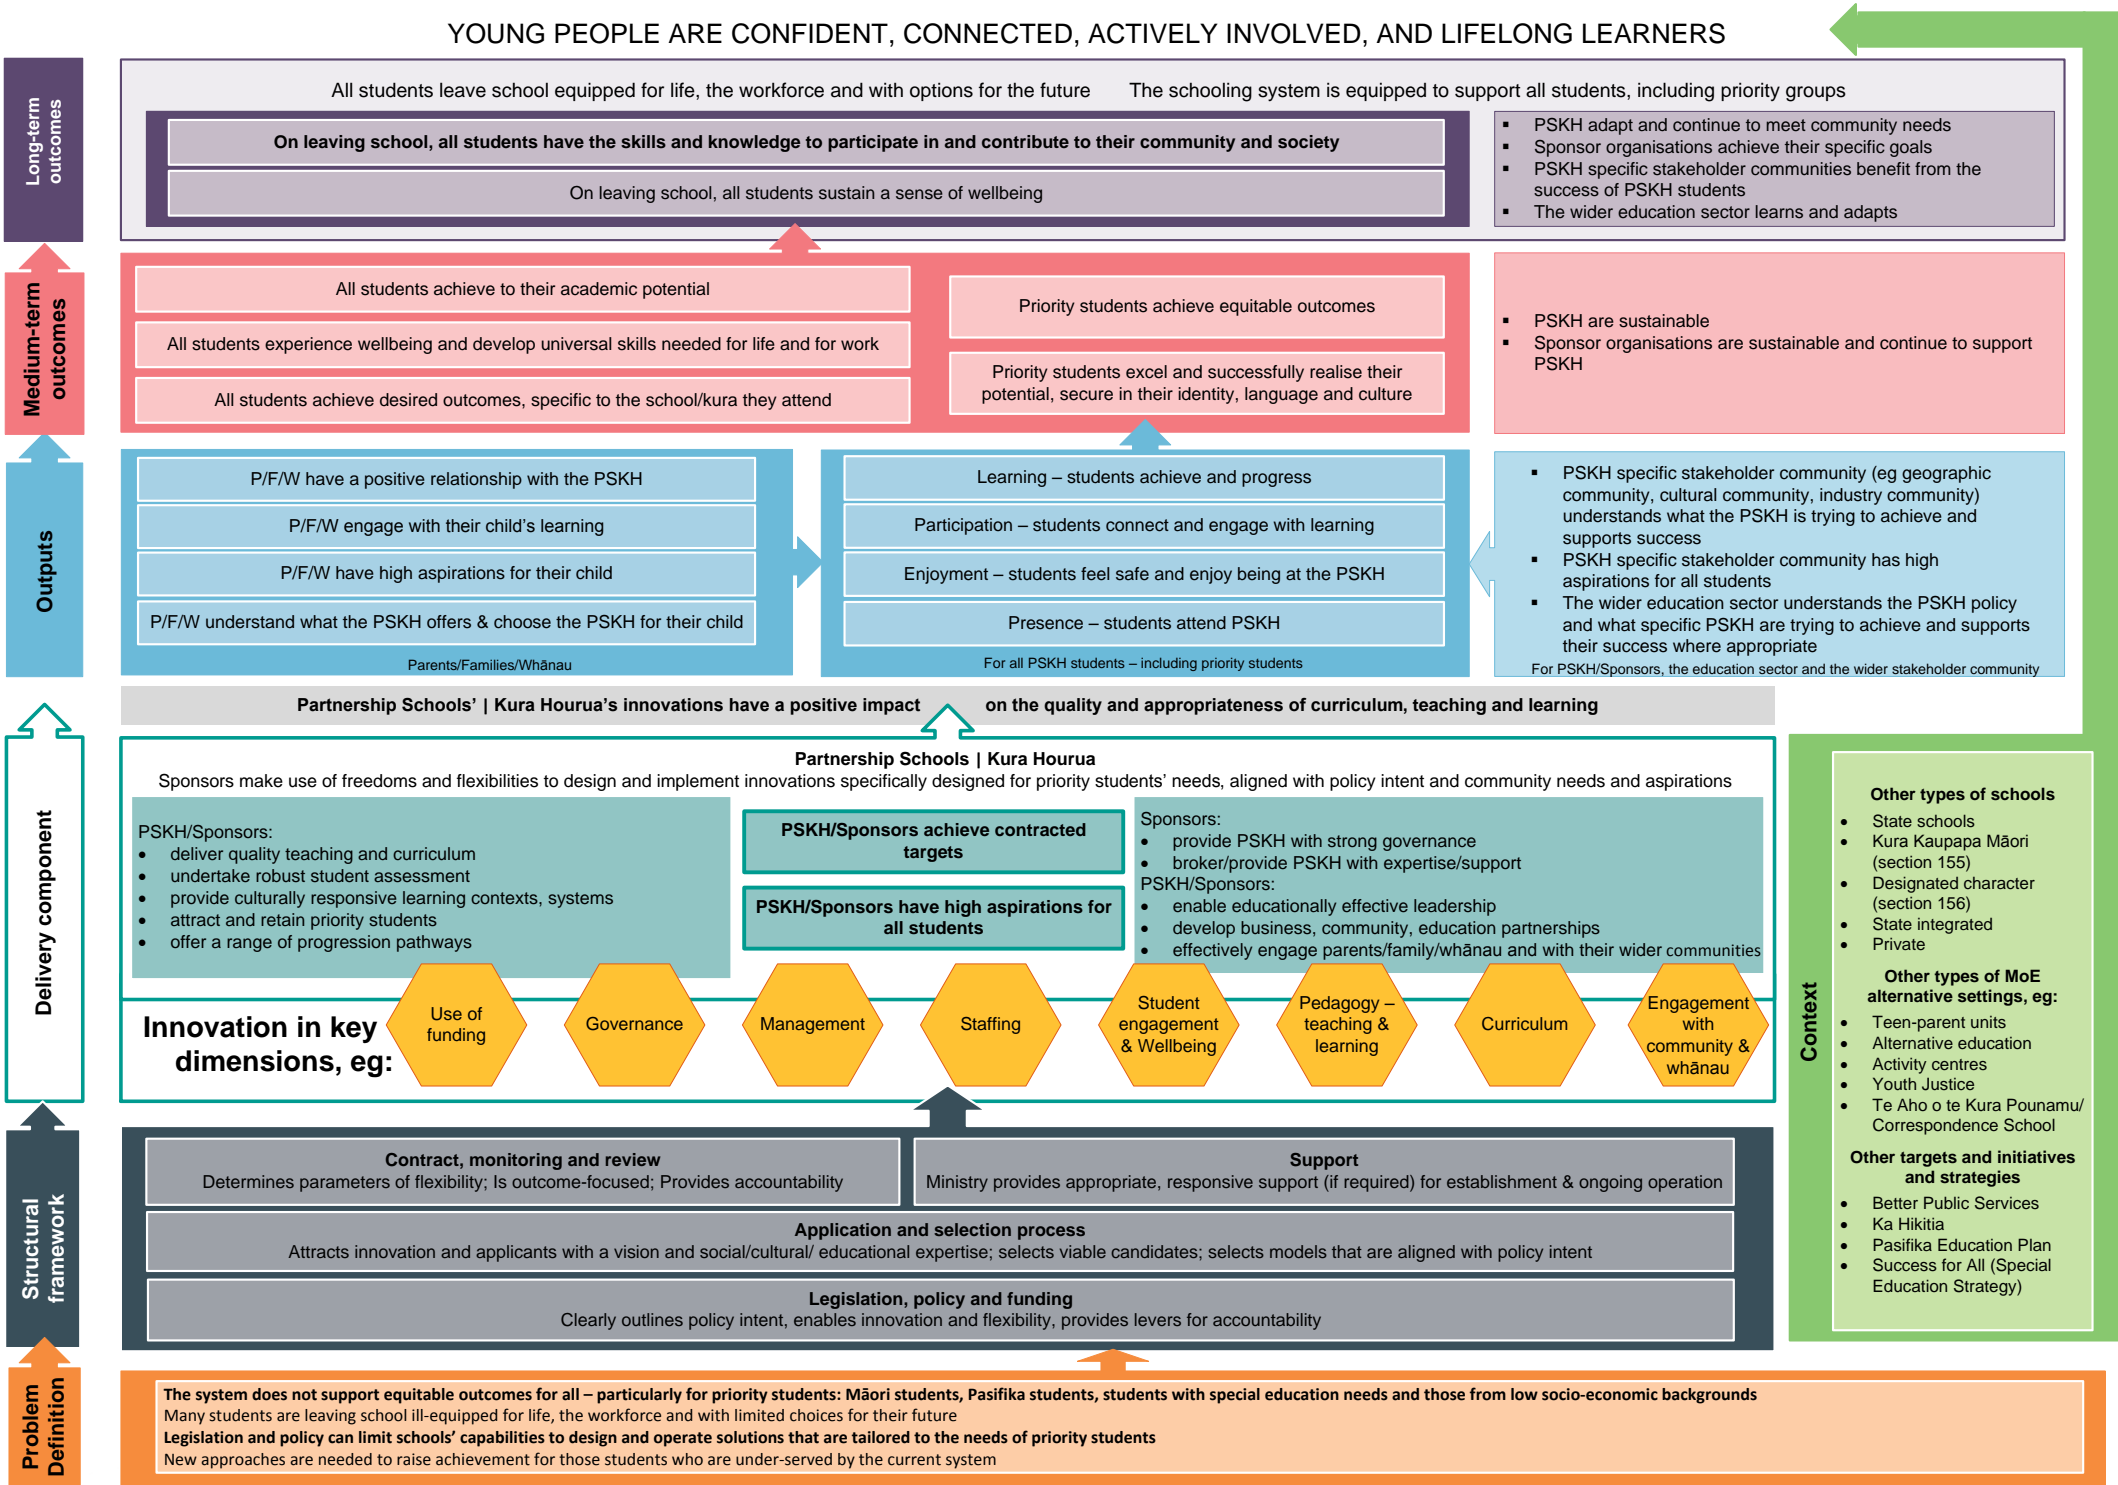 YOUNG PEOPLE ARE CONFIDENT, CONNECTED, ACTIVELY INVOLVED, AND LIFELONG LEARNERS
Long-term
outcomes
All students leave school equipped for life, the workforce and with options for the future
The schooling system is equipped to support all students, including priority groups
On leaving school, all students have the skills and knowledge to participate in and contribute to their community and society
On leaving school, all students sustain a sense of wellbeing
▪ PSKH adapt and continue to meet community needs
▪ Sponsor organisations achieve their specific goals
▪ PSKH specific stakeholder communities benefit from the
success of PSKH students
▪ The wider education sector learns and adapts
Medium-term
outcomes
All students achieve to their academic potential
All students experience wellbeing and develop universal skills needed for life and for work
All students achieve desired outcomes, specific to the school/kura they attend
Priority students achieve equitable outcomes
Priority students excel and successfully realise their
potential, secure in their identity, language and culture
▪ PSKH are sustainable
▪ Sponsor organisations are sustainable and continue to support
PSKH
Outputs
P/F/W have a positive relationship with the PSKH
P/F/W engage with their child’s learning
P/F/W have high aspirations for their child
P/F/W understand what the PSKH offers & choose the PSKH for their child
Parents/Families/Whānau
Learning – students achieve and progress
Participation – students connect and engage with learning
Enjoyment – students feel safe and enjoy being at the PSKH
Presence – students attend PSKH
For all PSKH students – including priority students
▪ PSKH specific stakeholder community (eg geographic
community, cultural community, industry community)
understands what the PSKH is trying to achieve and
supports success
▪ PSKH specific stakeholder community has high
aspirations for all students
▪ The wider education sector understands the PSKH policy
and what specific PSKH are trying to achieve and supports
their success where appropriate
For PSKH/Sponsors, the education sector and the wider stakeholder community
Delivery component
Partnership Schools’ | Kura Hourua’s innovations have a positive impact on the quality and appropriateness of curriculum, teaching and learning
Partnership Schools | Kura Hourua
Sponsors make use of freedoms and flexibilities to design and implement innovations specifically designed for priority students’ needs, aligned with policy intent and community needs and aspirations
PSKH/Sponsors:
• deliver quality teaching and curriculum
• undertake robust student assessment
• provide culturally responsive learning contexts, systems
• attract and retain priority students
• offer a range of progression pathways
PSKH/Sponsors achieve contracted
targets
PSKH/Sponsors have high aspirations for
all students
Sponsors:
• provide PSKH with strong governance
• broker/provide PSKH with expertise/support
PSKH/Sponsors:
• enable educationally effective leadership
• develop business, community, education partnerships
• effectively engage parents/family/whānau and with their wider communities
Innovation in key
dimensions, eg:
Use of
funding
Governance
Management
Staffing
Student
engagement
& Wellbeing
Pedagogy –
teaching &
learning
Curriculum
Engagement
with
community &
whānau
Context
Other types of schools
• State schools
• Kura Kaupapa Māori
(section 155)
• Designated character
(section 156)
• State integrated
• Private
Other types of MoE
alternative settings, eg:
• Teen-parent units
• Alternative education
• Activity centres
• Youth Justice
• Te Aho o te Kura Pounamu/
Correspondence School
Other targets and initiatives
and strategies
• Better Public Services
• Ka Hikitia
• Pasifika Education Plan
• Success for All (Special
Education Strategy)
Structural
framework
Contract, monitoring and review
Determines parameters of flexibility; Is outcome-focused; Provides accountability
Support
Ministry provides appropriate, responsive support (if required) for establishment & ongoing operation
Application and selection process
Attracts innovation and applicants with a vision and social/cultural/ educational expertise; selects viable candidates; selects models that are aligned with policy intent
Legislation, policy and funding
Clearly outlines policy intent, enables innovation and flexibility, provides levers for accountability
Problem
Definition
The system does not support equitable outcomes for all – particularly for priority students: Māori students, Pasifika students, students with special education needs and those from low socio-economic backgrounds
Many students are leaving school ill-equipped for life, the workforce and with limited choices for their future
Legislation and policy can limit schools’ capabilities to design and operate solutions that are tailored to the needs of priority students
New approaches are needed to raise achievement for those students who are under-served by the current system